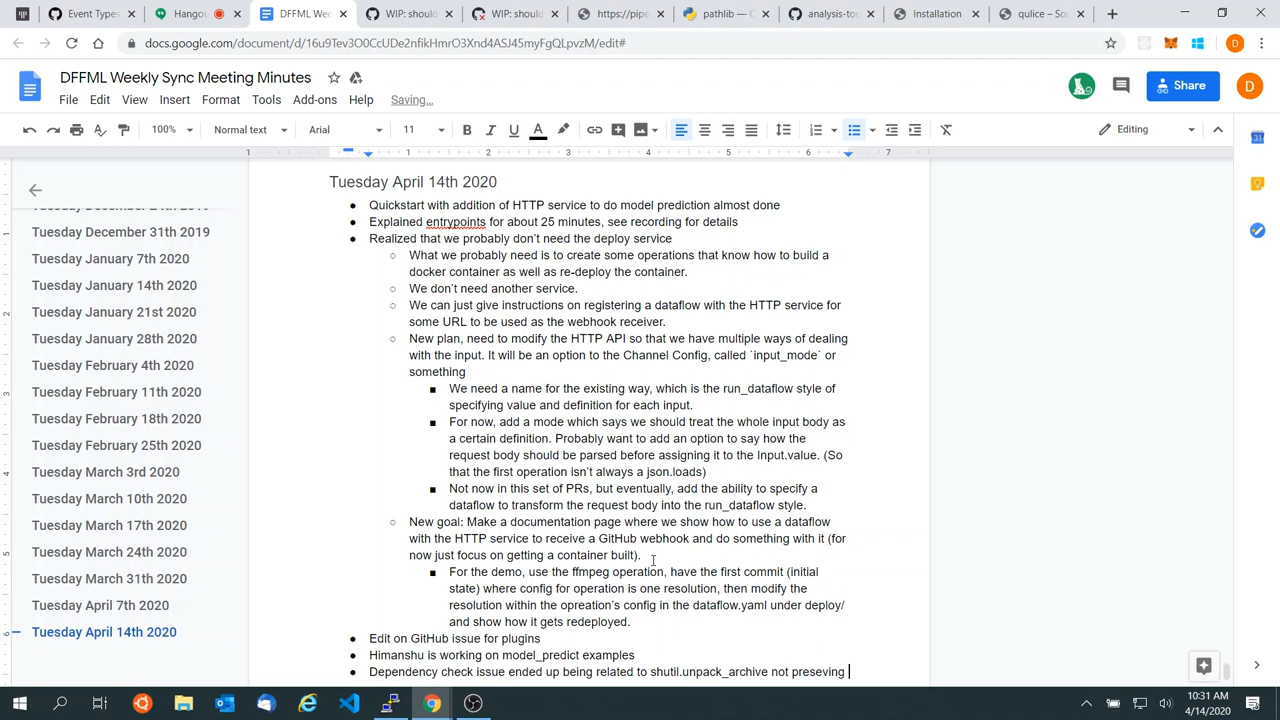 Event Types
Hangou
DFFML Wee
WIP: should
WIP: should
https://pipe
pathlib — C
analysis-too
Installation
qulice – Sou
docs.google.com/document/d/16u9Tev3O0CcUDe2nfikHmrO3Xnd4ASJ45myFgQLpvzM/edit#
D
DFFML Weekly Sync Meeting Minutes
File Edit View Insert Format Tools Add-ons Help Saving...
Share
D
100% Normal text Arial 11 B I U A Editing
1 1 2 3 4 5 6 7
Tuesday December 31th 2019
Tuesday January 7th 2020
Tuesday January 14th 2020
Tuesday January 21st 2020
Tuesday January 28th 2020
Tuesday February 4th 2020
Tuesday February 11th 2020
Tuesday February 18th 2020
Tuesday February 25th 2020
Tuesday March 3rd 2020
Tuesday March 10th 2020
Tuesday March 17th 2020
Tuesday March 24th 2020
Tuesday March 31th 2020
Tuesday April 7th 2020
Tuesday April 14th 2020
Tuesday April 14th 2020
● Quickstart with addition of HTTP service to do model prediction almost done
● Explained entrypoints for about 25 minutes, see recording for details
● Realized that we probably don't need the deploy service
○ What we probably need is to create some operations that know how to build a
docker container as well as re-deploy the container.
○ We don't need another service.
○ We can just give instructions on registering a dataflow with the HTTP service for
some URL to be used as the webhook receiver.
○ New plan, need to modify the HTTP API so that we have multiple ways of dealing
with the input. It will be an option to the Channel Config, called `input_mode` or
something
■ We need a name for the existing way, which is the run_dataflow style of
specifying value and definition for each input.
■ For now, add a mode which says we should treat the whole input body as
a certain definition. Probably want to add an option to say how the
request body should be parsed before assigning it to the Input.value. (So
that the first operation isn't always a json.loads)
■ Not now in this set of PRs, but eventually, add the ability to specify a
dataflow to transform the request body into the run_dataflow style.
○ New goal: Make a documentation page where we show how to use a dataflow
with the HTTP service to receive a GitHub webhook and do something with it (for
now just focus on getting a container built).
■ For the demo, use the ffmpeg operation, have the first commit (initial
state) where config for operation is one resolution, then modify the
resolution within the opreation's config in the dataflow.yaml under deploy/
and show how it gets redeployed.
● Edit on GitHub issue for plugins
● Himanshu is working on model_predict examples
● Dependency check issue ended up being related to shutil.unpack_archive not preseving
10:31 AM
4/14/2020